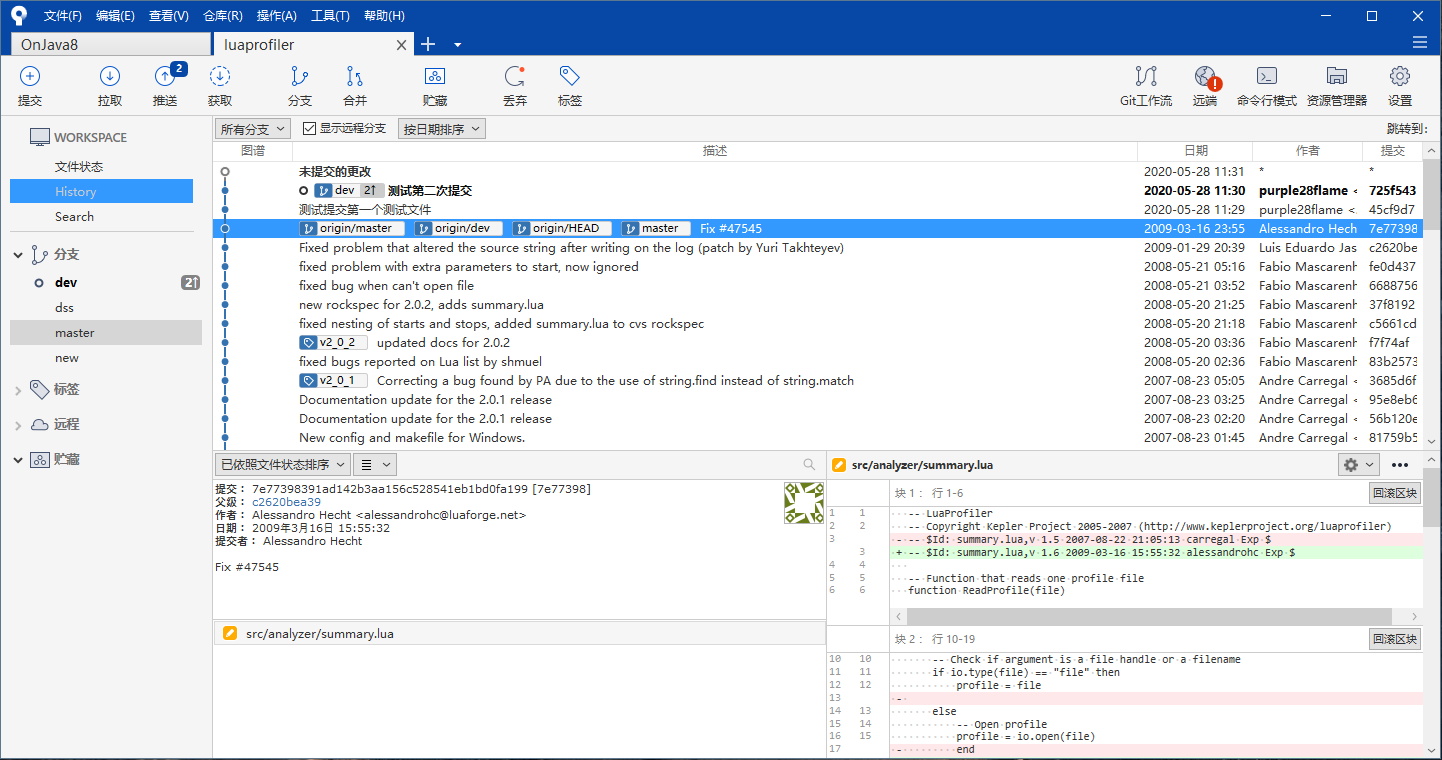 文件(F) 编辑(E) 查看(V) 仓库(R) 操作(A) 工具(T) 帮助(H)
OnJava8 luaprofiler
2
提交 拉取 推送 获取 分支 合并 贮藏 丢弃 标签 Git工作流 远端 命令行模式 资源管理器 设置
WORKSPACE
文件状态
History
Search
分支
dev 2↑
dss
master
new
标签
远程
贮藏
所有分支 显示远程分支 按日期排序 跳转到:
图谱 描述 日期 作者 提交
未提交的更改 2020-05-28 11:31 * *
dev 2↑ 测试第二次提交 2020-05-28 11:30 purple28flame < 725f543
测试提交第一个测试文件 2020-05-28 11:29 purple28flame < 45cf9d7
origin/master origin/dev origin/HEAD master Fix #47545 2009-03-16 23:55 Alessandro Hech 7e77398
Fixed problem that altered the source string after writing on the log (patch by Yuri Takhteyev) 2009-01-29 20:39 Luis Eduardo Jas c2620be
fixed problem with extra parameters to start, now ignored 2008-05-21 05:16 Fabio Mascarenh fe0d437
fixed bug when can't open file 2008-05-21 03:52 Fabio Mascarenh 6688756
new rockspec for 2.0.2, adds summary.lua 2008-05-20 21:25 Fabio Mascarenh 37f8192
fixed nesting of starts and stops, added summary.lua to cvs rockspec 2008-05-20 21:18 Fabio Mascarenh c5661cd
v2_0_2 updated docs for 2.0.2 2008-05-20 03:36 Fabio Mascarenh f7f74af
fixed bugs reported on Lua list by shmuel 2008-05-20 02:36 Fabio Mascarenh 83b2573
v2_0_1 Correcting a bug found by PA due to the use of string.find instead of string.match 2007-08-23 05:05 Andre Carregal < 3685d6f
Documentation update for the 2.0.1 release 2007-08-23 03:25 Andre Carregal < 95e8eb6
Documentation update for the 2.0.1 release 2007-08-23 02:20 Andre Carregal < 56b120e
New config and makefile for Windows. 2007-08-23 01:45 Andre Carregal < 81759b5
已依照文件状态排序
提交: 7e77398391ad142b3aa156c528541eb1bd0fa199 [7e77398]
父级: c2620bea39
作者: Alessandro Hecht <alessandrohc@luaforge.net>
日期: 2009年3月16日 15:55:32
提交者: Alessandro Hecht
Fix #47545
src/analyzer/summary.lua
src/analyzer/summary.lua
块 1: 行 1-6 回滚区块
1 1 -- LuaProfiler
2 2 -- Copyright Kepler Project 2005-2007 (http://www.keplerproject.org/luaprofiler)
3 - -- $Id: summary.lua,v 1.5 2007-08-22 21:05:13 carregal Exp $
3 + -- $Id: summary.lua,v 1.6 2009-03-16 15:55:32 alessandrohc Exp $
4 4
5 5 -- Function that reads one profile file
6 6 function ReadProfile(file)
块 2: 行 10-19 回滚区块
10 10 -- Check if argument is a file handle or a filename
11 11 if io.type(file) == "file" then
12 12 profile = file
13 -
14 13 else
15 14 -- Open profile
16 15 profile = io.open(file)
17 - end